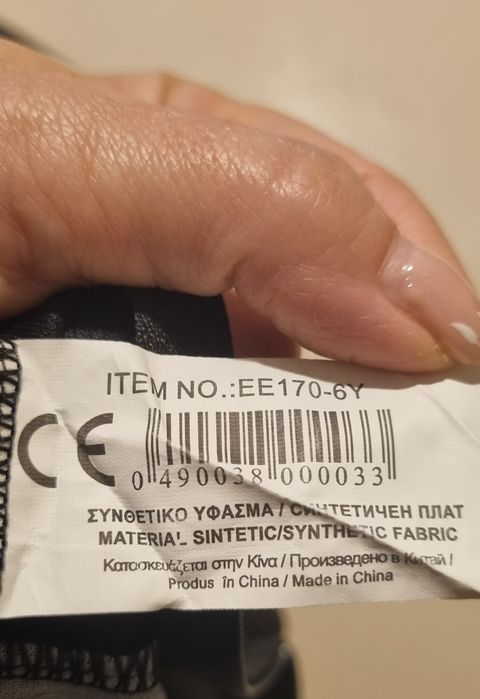 ITEM NO.:EE170-6Y
CE
0 490038 000033
ΣΥΝΘΕΤΙΚΟ ΥΦΑΣΜΑ / СИНТЕТИЧЕН ПЛАТ
MATERIAL SINTETIC/SYNTHETIC FABRIC
Κατασκευάζεται στην Κίνα / Произведено в Китай /
Produs în China / Made in China